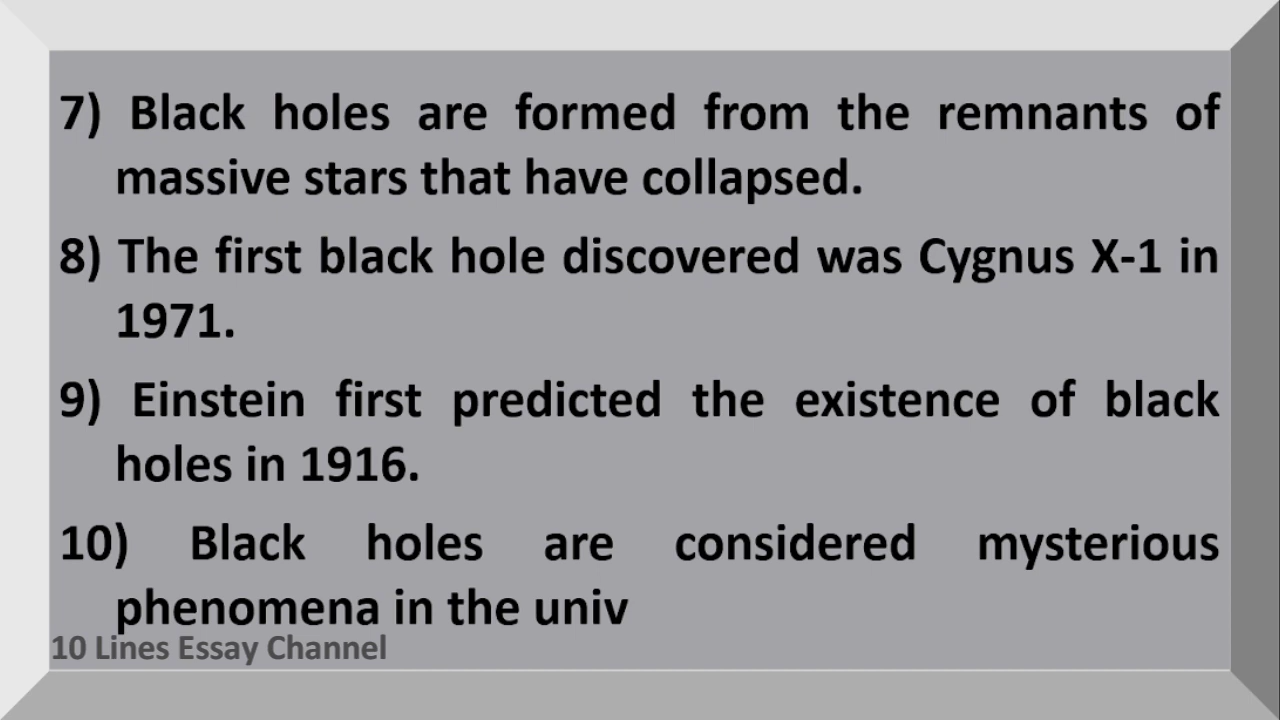 7) Black holes are formed from the remnants of
massive stars that have collapsed.
8) The first black hole discovered was Cygnus X-1 in
1971.
9) Einstein first predicted the existence of black
holes in 1916.
10) Black holes are considered mysterious
phenomena in the univ
10 Lines Essay Channel